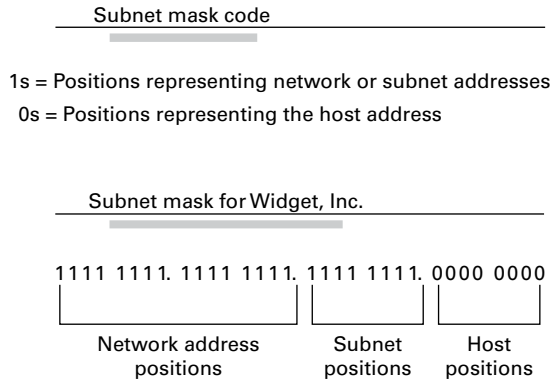 Subnet mask code
1s = Positions representing network or subnet addresses
0s = Positions representing the host address
Subnet mask for Widget, Inc.
1111 1111. 1111 1111. 1111 1111. 0000 0000
Network address positions
Subnet positions
Host positions